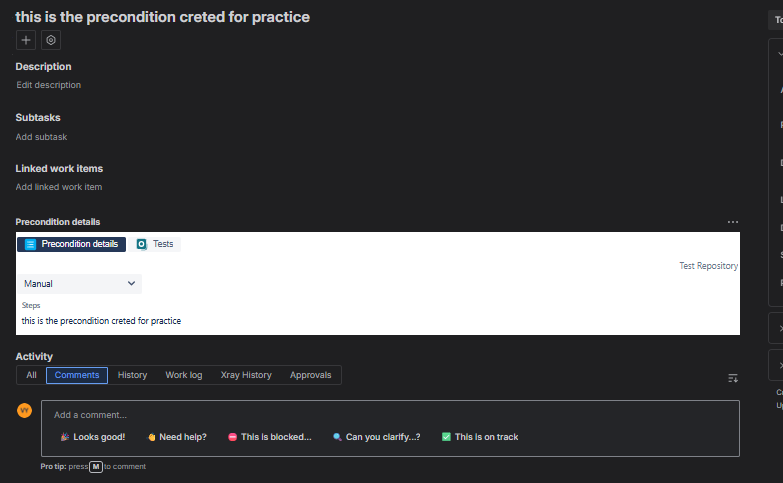 this is the precondition creted for practice
To
Description
Edit description
Subtasks
Add subtask
Linked work items
Add linked work item
Precondition details
Precondition details Tests
Test Repository
Manual
Steps
this is the precondition creted for practice
Activity
All Comments History Work log Xray History Approvals
VV
Add a comment...
Looks good! Need help? This is blocked... Can you clarify...? This is on track
Pro tip: press M to comment